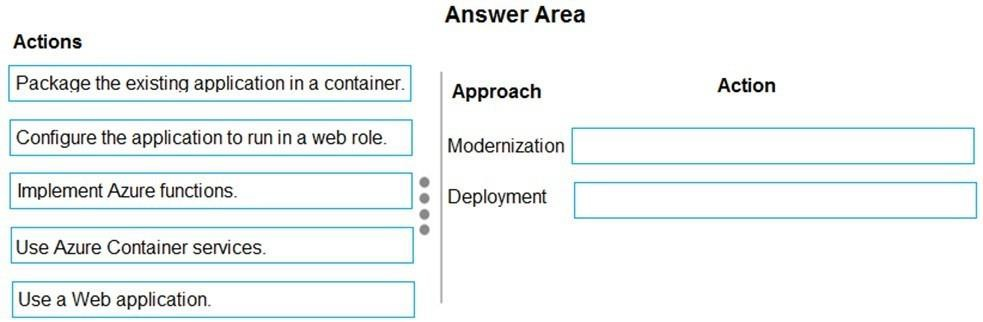 Answer Area
Actions
Package the existing application in a container.
Configure the application to run in a web role.
Implement Azure functions.
Use Azure Container services.
Use a Web application.
Approach Action
Modernization
Deployment